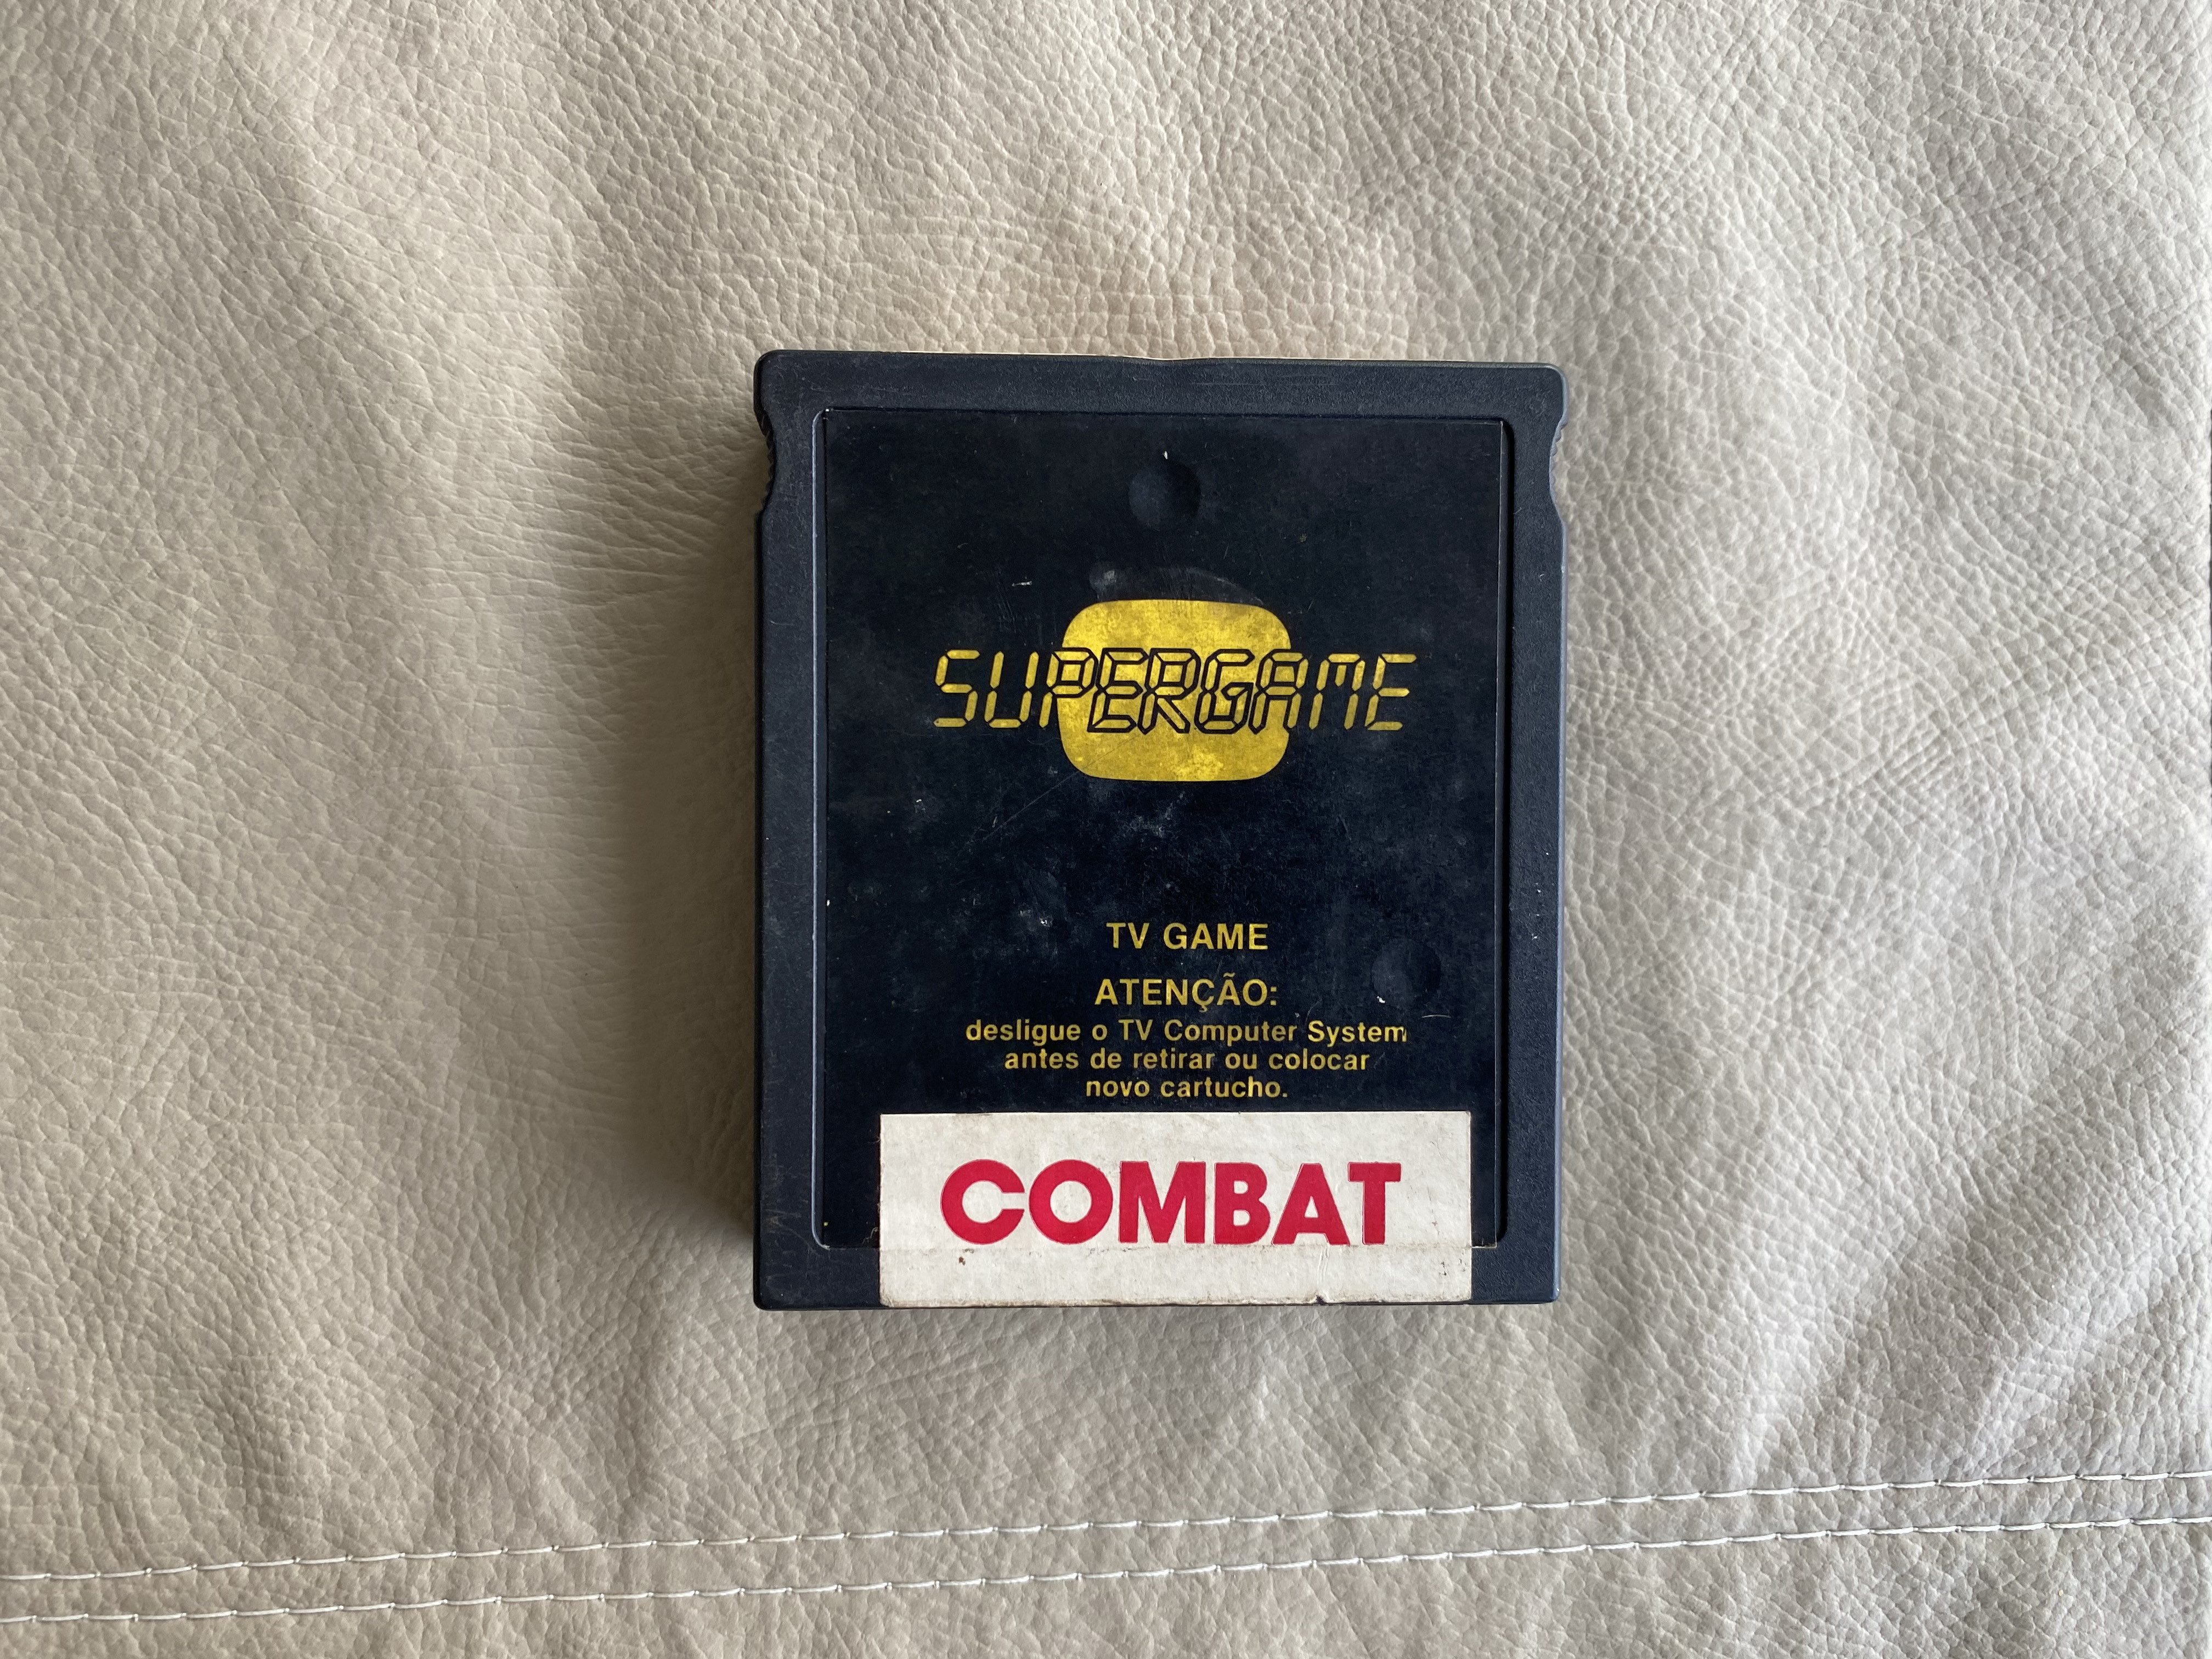 SUPERGAME
TV GAME
ATENÇÃO:
desligue o TV Computer System
antes de retirar ou colocar
novo cartucho.
COMBAT